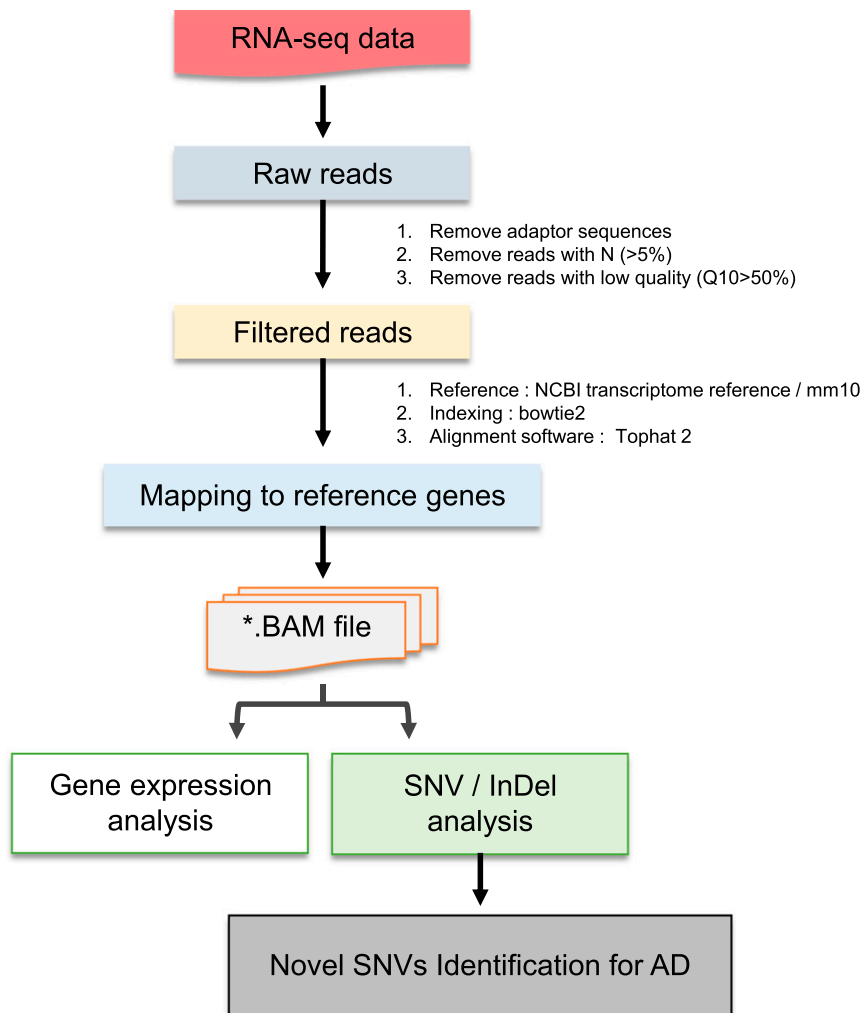 RNA-seq data
Raw reads
1. Remove adaptor sequences
2. Remove reads with N (>5%)
3. Remove reads with low quality (Q10>50%)
Filtered reads
1. Reference : NCBI transcriptome reference / mm10
2. Indexing : bowtie2
3. Alignment software : Tophat 2
Mapping to reference genes
*.BAM file
Gene expression
analysis
SNV / InDel
analysis
Novel SNVs Identification for AD